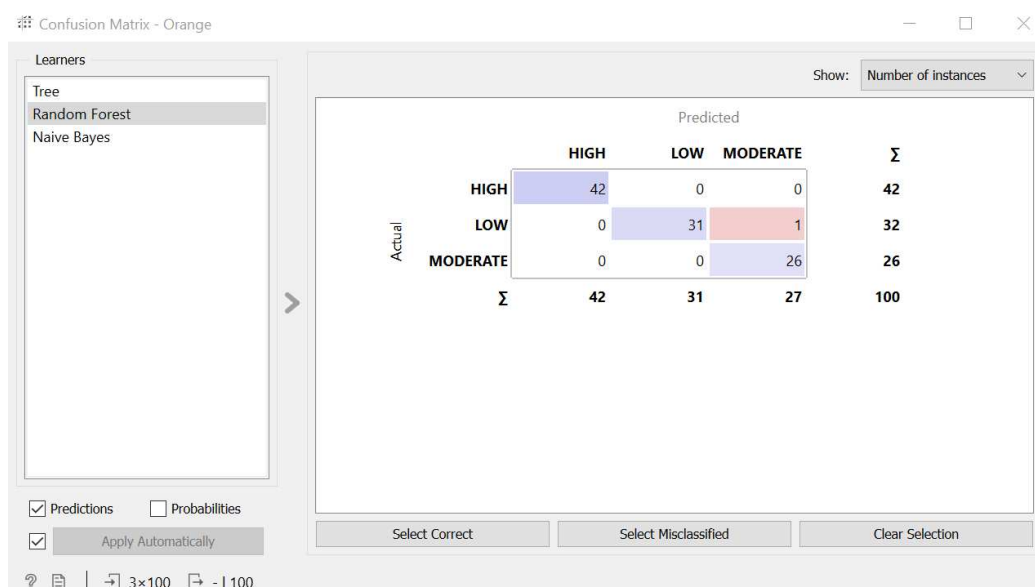 Confusion Matrix - Orange
Learners
Tree
Random Forest
Naive Bayes
Predictions Probabilities
Apply Automatically
3×100 - | 100
Show: Number of instances
Predicted
HIGH LOW MODERATE Σ
Actual
HIGH 42 0 0 42
LOW 0 31 1 32
MODERATE 0 0 26 26
Σ 42 31 27 100
Select Correct Select Misclassified Clear Selection